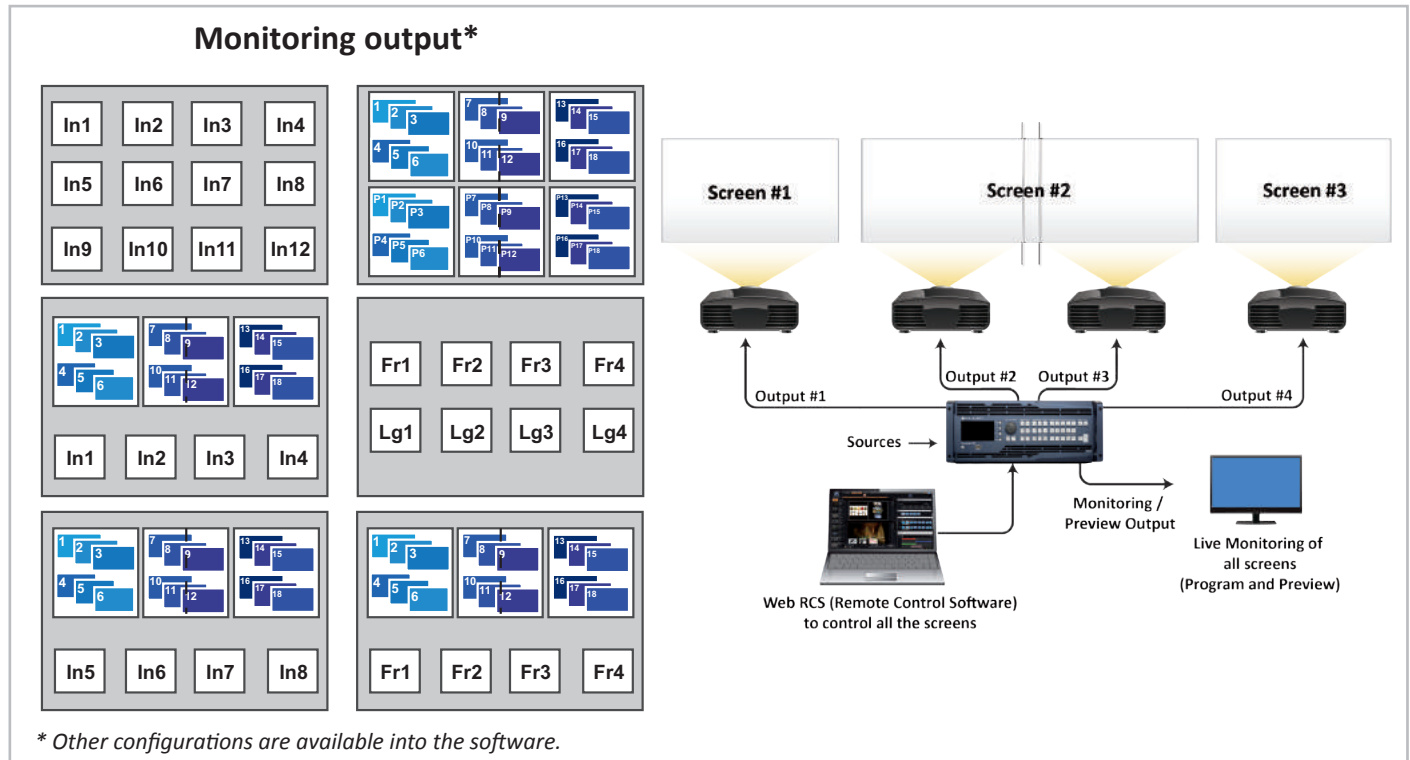 Monitoring output*
In1 In2 In3 In4
In5 In6 In7 In8
In9 In10 In11 In12
1 2 3 7 8 9 13 14 15
4 5 6 10 11 12 16 17 18
P1 P2 P3 P7 P8 P9 P13 P14 P15
P4 P5 P6 P10 P11 P12 P16 P17 P18
1 2 3 7 8 9 13 14 15
4 5 6 10 11 12 16 17 18
In1 In2 In3 In4
Fr1 Fr2 Fr3 Fr4
Lg1 Lg2 Lg3 Lg4
1 2 3 7 8 9 13 14 15
4 5 6 10 11 12 16 17 18
In5 In6 In7 In8
1 2 3 7 8 9 13 14 15
4 5 6 10 11 12 16 17 18
Fr1 Fr2 Fr3 Fr4
* Other configurations are available into the software.
Screen #1
Screen #2
Screen #3
Output #1
Output #2
Output #3
Output #4
Sources
Monitoring /
Preview Output
Live Monitoring of
all screens
(Program and Preview)
Web RCS (Remote Control Software)
to control all the screens